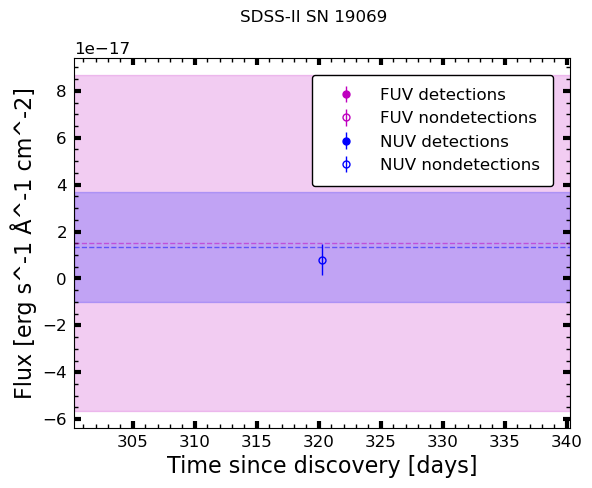 SDSS-II SN 19069
1e−17
FUV detections
FUV nondetections
NUV detections
NUV nondetections
8
6
4
2
0
−2
−4
−6
Flux [erg s^-1 Å^-1 cm^-2]
305 310 315 320 325 330 335 340
Time since discovery [days]